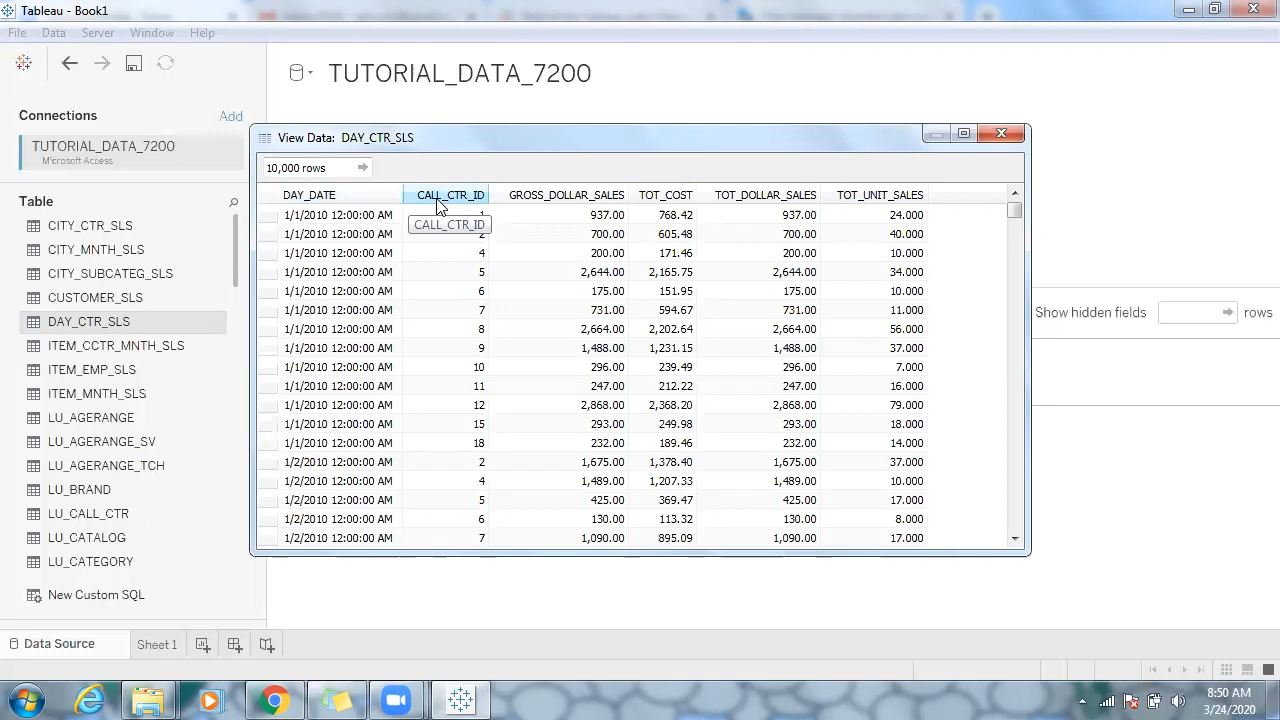 Tableau - Book1
File Data Server Window Help
TUTORIAL_DATA_7200
Connections Add
TUTORIAL_DATA_7200
Microsoft Access
Table
CITY_CTR_SLS
CITY_MNTH_SLS
CITY_SUBCATEG_SLS
CUSTOMER_SLS
DAY_CTR_SLS
ITEM_CCTR_MNTH_SLS
ITEM_EMP_SLS
ITEM_MNTH_SLS
LU_AGERANGE
LU_AGERANGE_SV
LU_AGERANGE_TCH
LU_BRAND
LU_CALL_CTR
LU_CATALOG
LU_CATEGORY
New Custom SQL
View Data: DAY_CTR_SLS
10,000 rows
DAY_DATE CALL_CTR_ID GROSS_DOLLAR_SALES TOT_COST TOT_DOLLAR_SALES TOT_UNIT_SALES
1/1/2010 12:00:00 AM 1 937.00 768.42 937.00 24.000
CALL_CTR_ID
1/1/2010 12:00:00 AM 2 700.00 605.48 700.00 40.000
1/1/2010 12:00:00 AM 4 200.00 171.46 200.00 10.000
1/1/2010 12:00:00 AM 5 2,644.00 2,165.75 2,644.00 34.000
1/1/2010 12:00:00 AM 6 175.00 151.95 175.00 10.000
1/1/2010 12:00:00 AM 7 731.00 594.67 731.00 11.000
1/1/2010 12:00:00 AM 8 2,664.00 2,202.64 2,664.00 56.000
1/1/2010 12:00:00 AM 9 1,488.00 1,231.15 1,488.00 37.000
1/1/2010 12:00:00 AM 10 296.00 239.49 296.00 7.000
1/1/2010 12:00:00 AM 11 247.00 212.22 247.00 16.000
1/1/2010 12:00:00 AM 12 2,868.00 2,368.20 2,868.00 79.000
1/1/2010 12:00:00 AM 15 293.00 249.98 293.00 18.000
1/1/2010 12:00:00 AM 18 232.00 189.46 232.00 14.000
1/2/2010 12:00:00 AM 2 1,675.00 1,378.40 1,675.00 37.000
1/2/2010 12:00:00 AM 4 1,489.00 1,207.33 1,489.00 10.000
1/2/2010 12:00:00 AM 5 425.00 369.47 425.00 17.000
1/2/2010 12:00:00 AM 6 130.00 113.32 130.00 8.000
1/2/2010 12:00:00 AM 7 1,090.00 895.09 1,090.00 17.000
Show hidden fields rows
Data Source Sheet 1
8:50 AM
3/24/2020